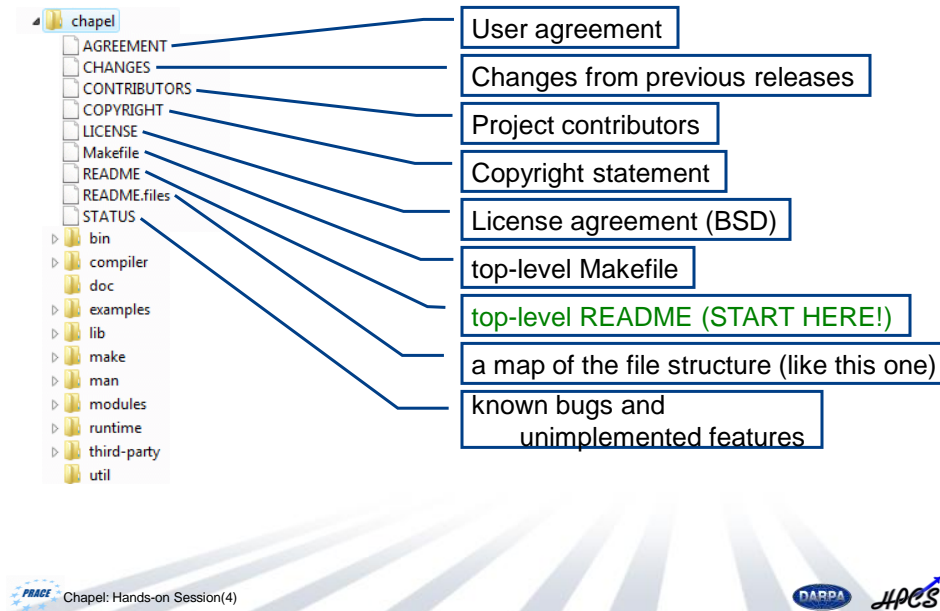 chapel
AGREEMENT
CHANGES
CONTRIBUTORS
COPYRIGHT
LICENSE
Makefile
README
README.files
STATUS
bin
compiler
doc
examples
lib
make
man
modules
runtime
third-party
util
User agreement
Changes from previous releases
Project contributors
Copyright statement
License agreement (BSD)
top-level Makefile
top-level README (START HERE!)
a map of the file structure (like this one)
known bugs and
unimplemented features
PRACE
Chapel: Hands-on Session(4)
DARPA
HPCS